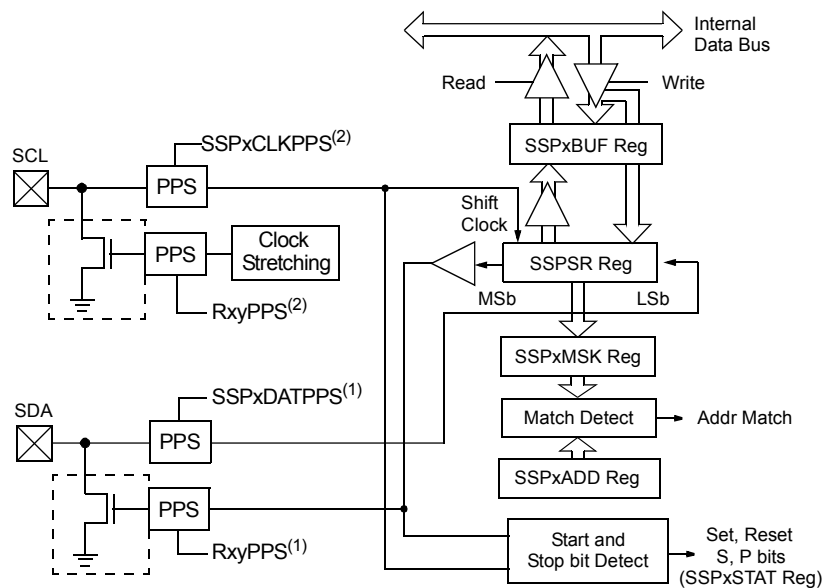 Internal
Data Bus
Read
Write
SSPxCLKPPS(2)
SSPxBUF Reg
SCL
PPS
Shift
Clock
PPS
Clock
Stretching
SSPSR Reg
MSb
LSb
RxyPPS(2)
SSPxMSK Reg
SSPxDATPPS(1)
SDA
PPS
Match Detect
Addr Match
SSPxADD Reg
PPS
Start and
Stop bit Detect
Set, Reset
S, P bits
(SSPxSTAT Reg)
RxyPPS(1)